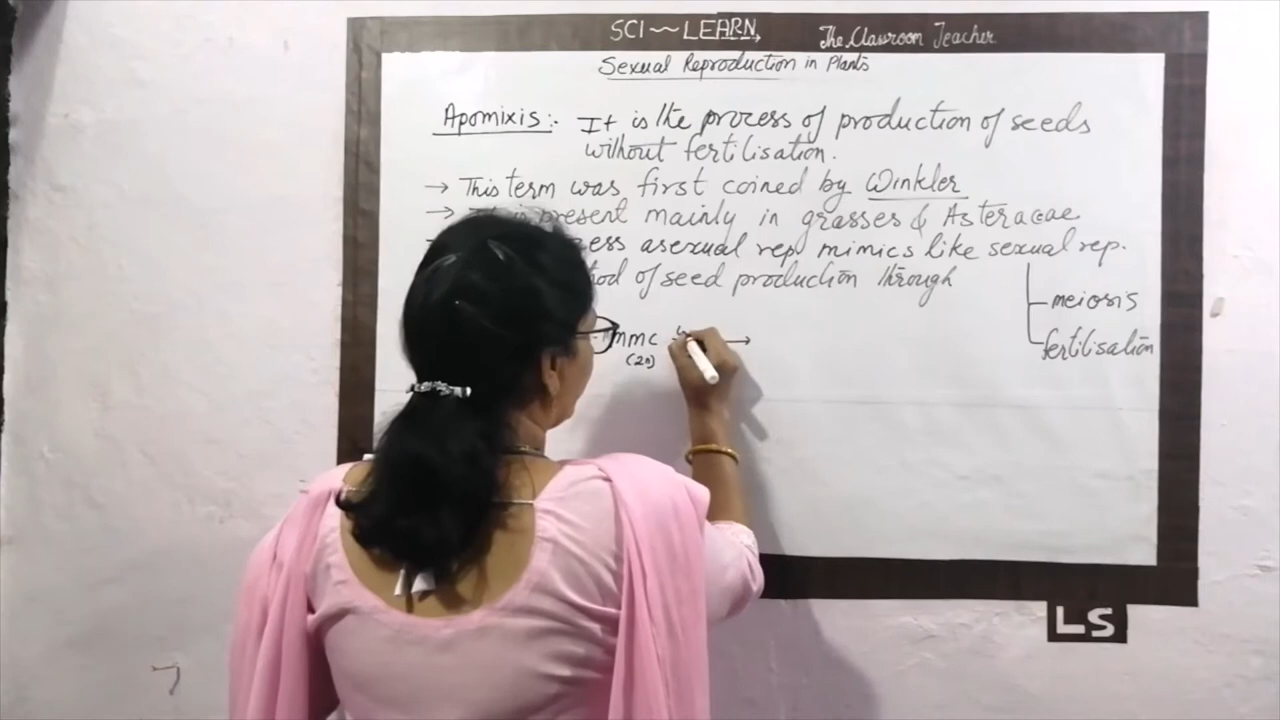 SCI~LEARN The Classroom Teacher
Sexual Reproduction in Plants
Apomixis:- It is the process of production of seeds
without fertilisation.
→ This term was first coined by Winkler
→ present mainly in grasses & Asteraceae
asexual rep. mimics like sexual rep.
of seed production through
meiosis
MMC →
(2n)
fertilisation
LS